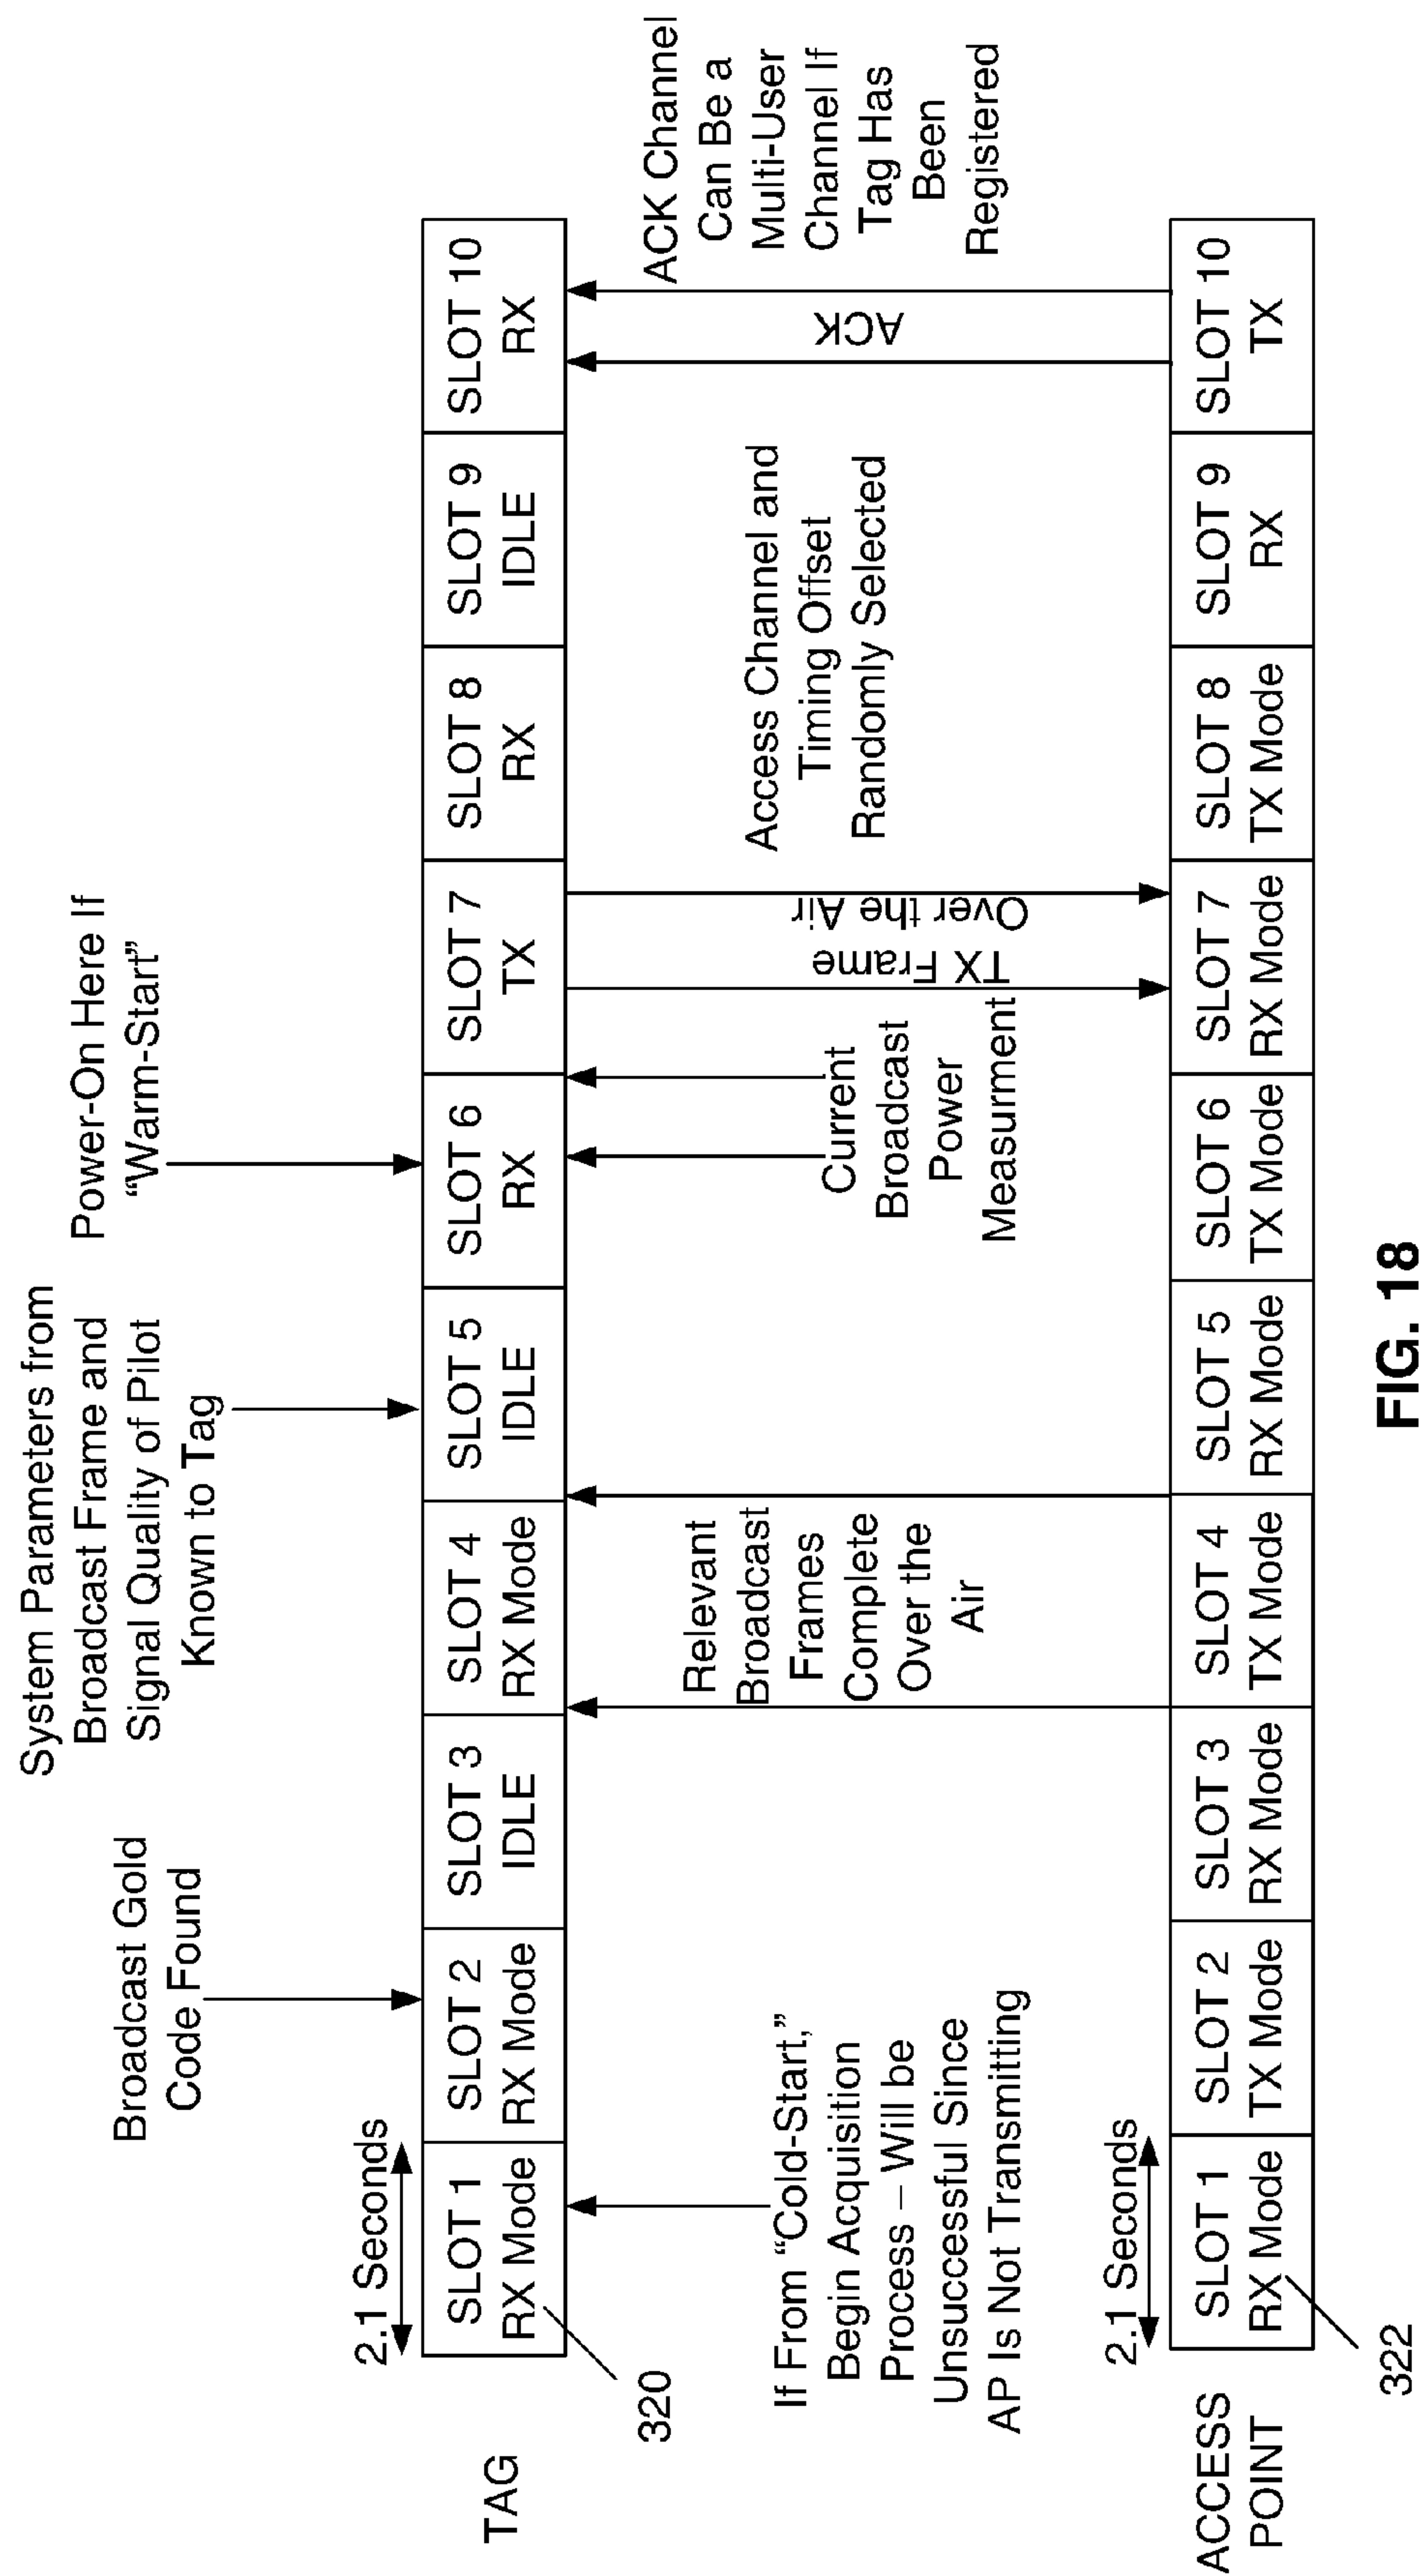 System Parameters from
Broadcast Frame and
Signal Quality of Pilot
Known to Tag
Broadcast Gold
Code Found
Power-On Here If
“Warm-Start”
2.1 Seconds
TAG
SLOT 1
RX Mode
SLOT 2
RX Mode
SLOT 3
IDLE
SLOT 4
RX Mode
SLOT 5
IDLE
SLOT 6
RX
SLOT 7
TX
SLOT 8
RX
SLOT 9
IDLE
SLOT 10
RX
320
If From “Cold-Start,”
Begin Acquisition
Process – Will be
Unsuccessful Since
AP Is Not Transmitting
Relevant
Broadcast
Frames
Complete
Over the
Air
Current
Broadcast
Power
Measurment
TX Frame
Over the Air
Access Channel and
Timing Offset
Randomly Selected
ACK
ACK Channel
Can Be a
Multi-User
Channel If
Tag Has
Been
Registered
2.1 Seconds
ACCESS
POINT
SLOT 1
RX Mode
SLOT 2
TX Mode
SLOT 3
RX Mode
SLOT 4
TX Mode
SLOT 5
RX Mode
SLOT 6
TX Mode
SLOT 7
RX Mode
SLOT 8
TX Mode
SLOT 9
RX
SLOT 10
TX
322
FIG. 18